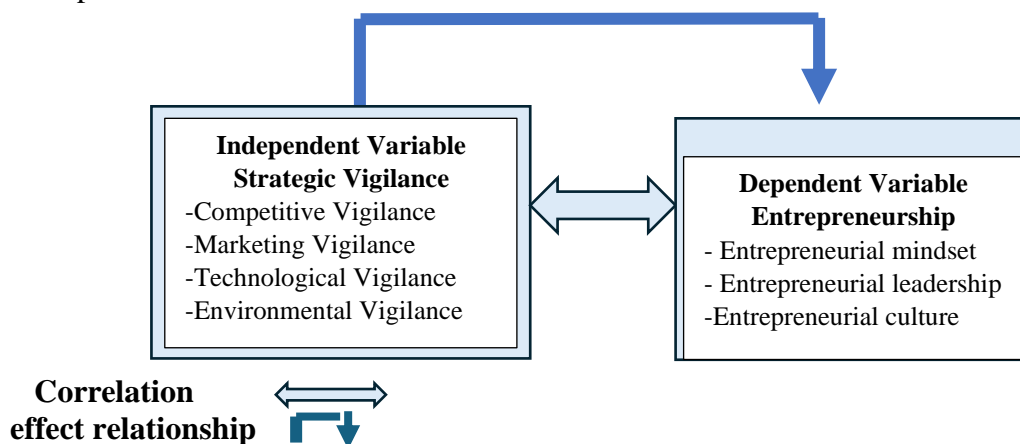 Independent Variable
Strategic Vigilance
-Competitive Vigilance
-Marketing Vigilance
-Technological Vigilance
-Environmental Vigilance
Dependent Variable
Entrepreneurship
- Entrepreneurial mindset
- Entrepreneurial leadership
-Entrepreneurial culture
Correlation
effect relationship